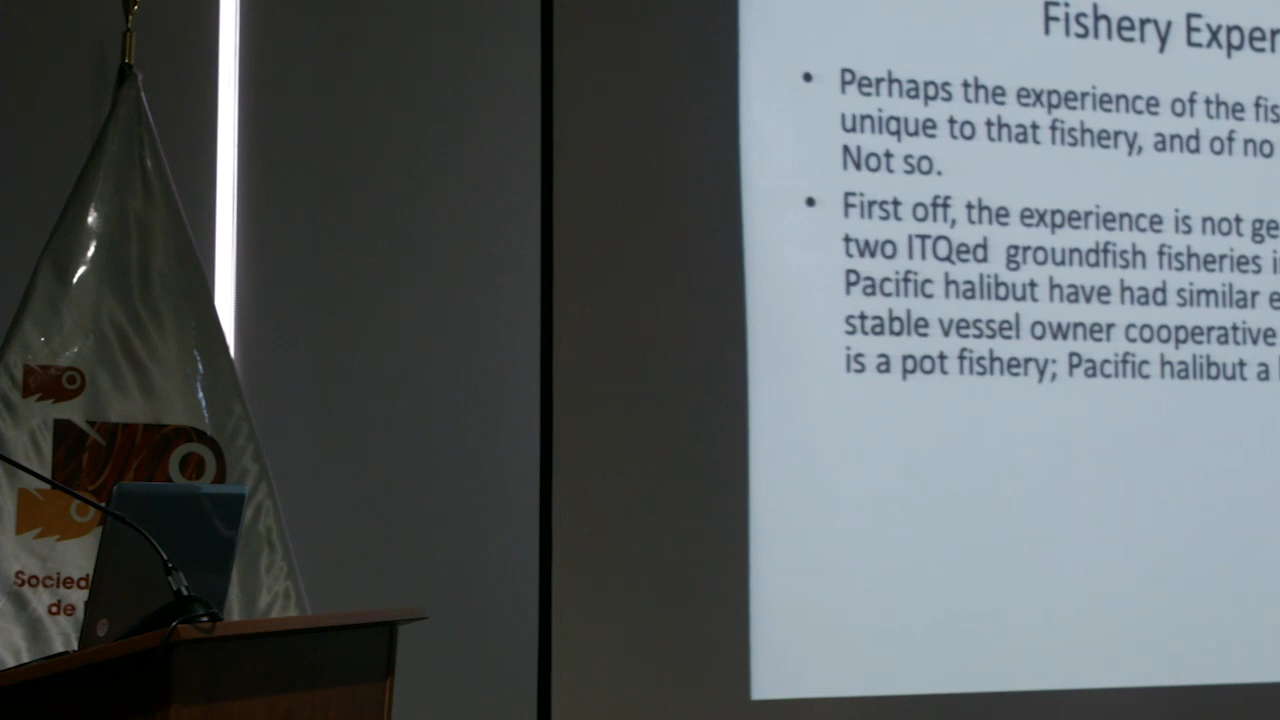 Fishery Exper
• Perhaps the experience of the fis
unique to that fishery, and of no
Not so.
• First off, the experience is not ge
two ITQed groundfish fisheries i
Pacific halibut have had similar e
stable vessel owner cooperative
is a pot fishery; Pacific halibut a l
Socied
de